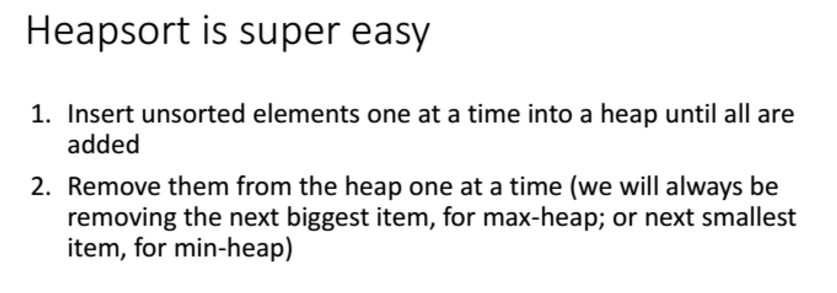 Heapsort is super easy
1. Insert unsorted elements one at a time into a heap until all are
added
2. Remove them from the heap one at a time (we will always be
removing the next biggest item, for max-heap; or next smallest
item, for min-heap)